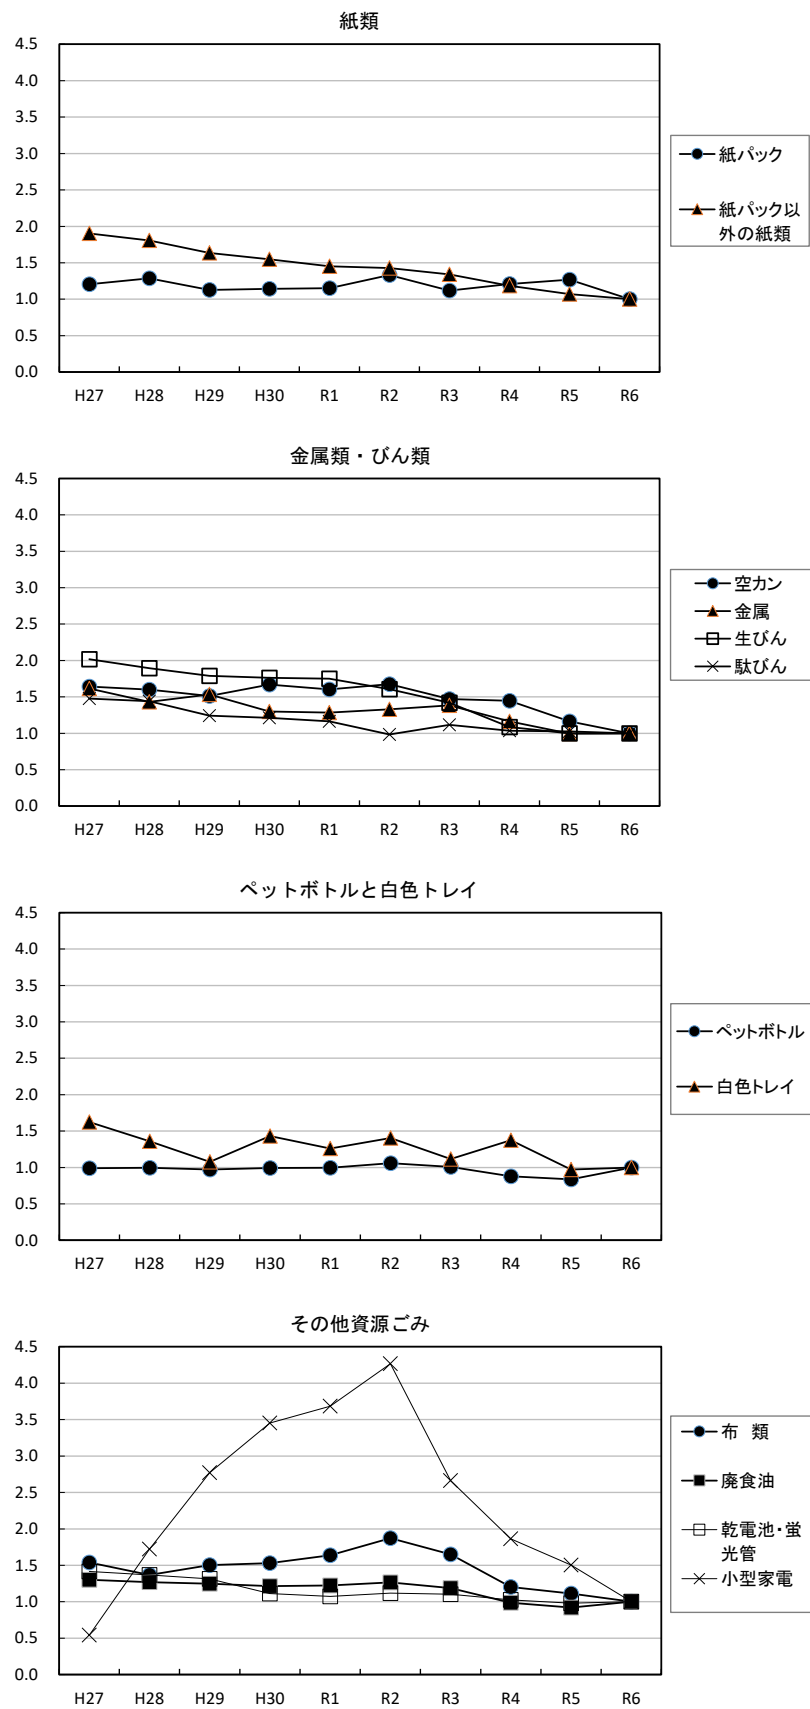 紙類
4.5
4.0
3.5
3.0
2.5
2.0
1.5
1.0
0.5
0.0
H27 H28 H29 H30 R1 R2 R3 R4 R5 R6
紙パック
紙パック以
外の紙類
金属類・びん類
4.5
4.0
3.5
3.0
2.5
2.0
1.5
1.0
0.5
0.0
H27 H28 H29 H30 R1 R2 R3 R4 R5 R6
空カン
金属
生びん
駄びん
ペットボトルと白色トレイ
4.5
4.0
3.5
3.0
2.5
2.0
1.5
1.0
0.5
0.0
H27 H28 H29 H30 R1 R2 R3 R4 R5 R6
ペットボトル
白色トレイ
その他資源ごみ
4.5
4.0
3.5
3.0
2.5
2.0
1.5
1.0
0.5
0.0
H27 H28 H29 H30 R1 R2 R3 R4 R5 R6
布 類
廃食油
乾電池・蛍
光管
小型家電